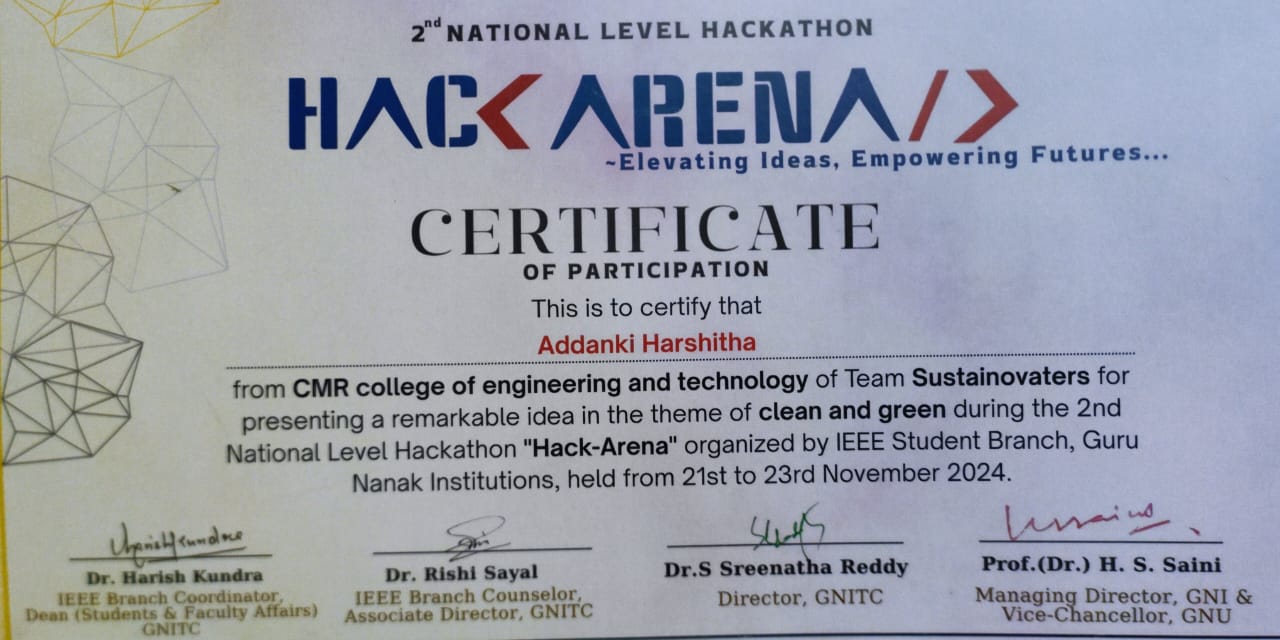 2nd NATIONAL LEVEL HACKATHON
HACK ARENA/>
~Elevating Ideas, Empowering Futures...
CERTIFICATE
OF PARTICIPATION
This is to certify that
Addanki Harshitha
from CMR college of engineering and technology of Team Sustainovaters for
presenting a remarkable idea in the theme of clean and green during the 2nd
National Level Hackathon "Hack-Arena" organized by IEEE Student Branch, Guru
Nanak Institutions, held from 21st to 23rd November 2024.
Dr. Harish Kundra
IEEE Branch Coordinator,
Dean (Students & Faculty Affairs)
GNITC
Dr. Rishi Sayal
IEEE Branch Counselor,
Associate Director, GNITC
Dr.S Sreenatha Reddy
Director, GNITC
Prof.(Dr.) H. S. Saini
Managing Director, GNI &
Vice-Chancellor, GNU